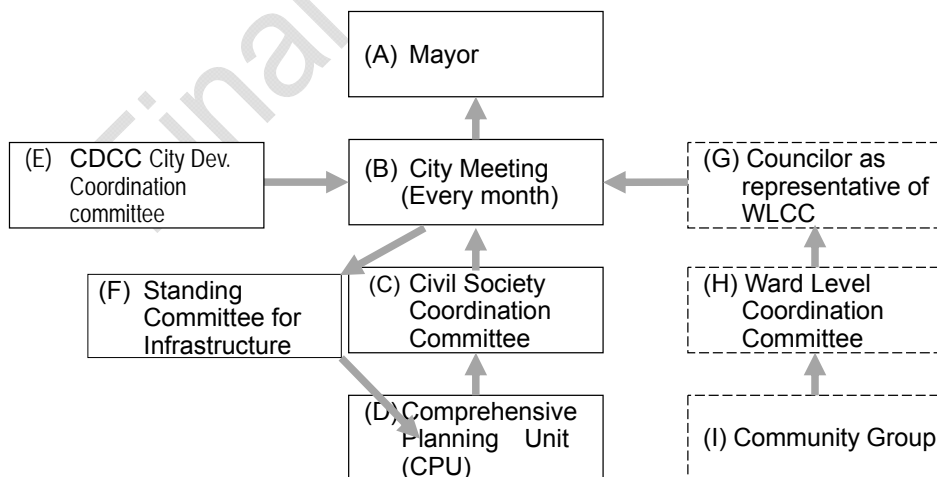 Final
(A) Mayor
(E) CDCC City Dev.
Coordination
committee
(B) City Meeting
(Every month)
(G) Councilor as
representative of
WLCC
(F) Standing
Committee for
Infrastructure
(C) Civil Society
Coordination
Committee
(H) Ward Level
Coordination
Committee
(D) Comprehensive
Planning Unit
(CPU)
(I) Community Group